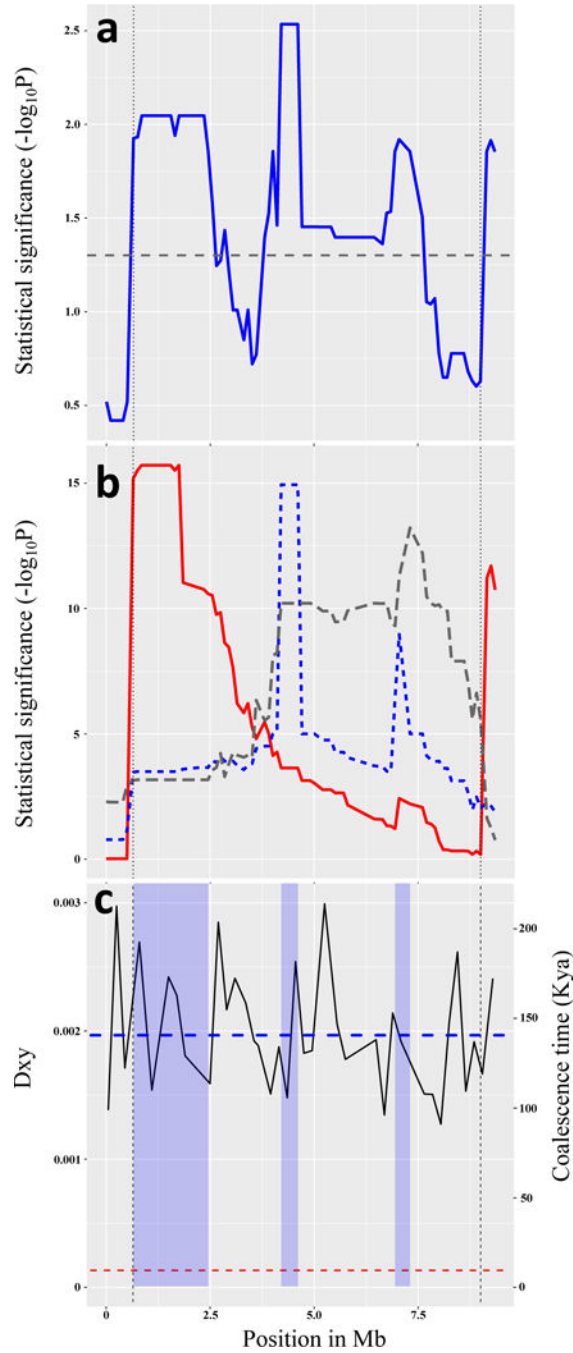 a
Statistical significance (-log10P)
2.5
2.0
1.5
1.0
0.5
b
Statistical significance (-log10P)
15
10
5
0
c
Dxy
0.003
0.002
0.001
0
Coalescence time (Kya)
200
150
100
50
0
0 2.5 5.0 7.5
Position in Mb